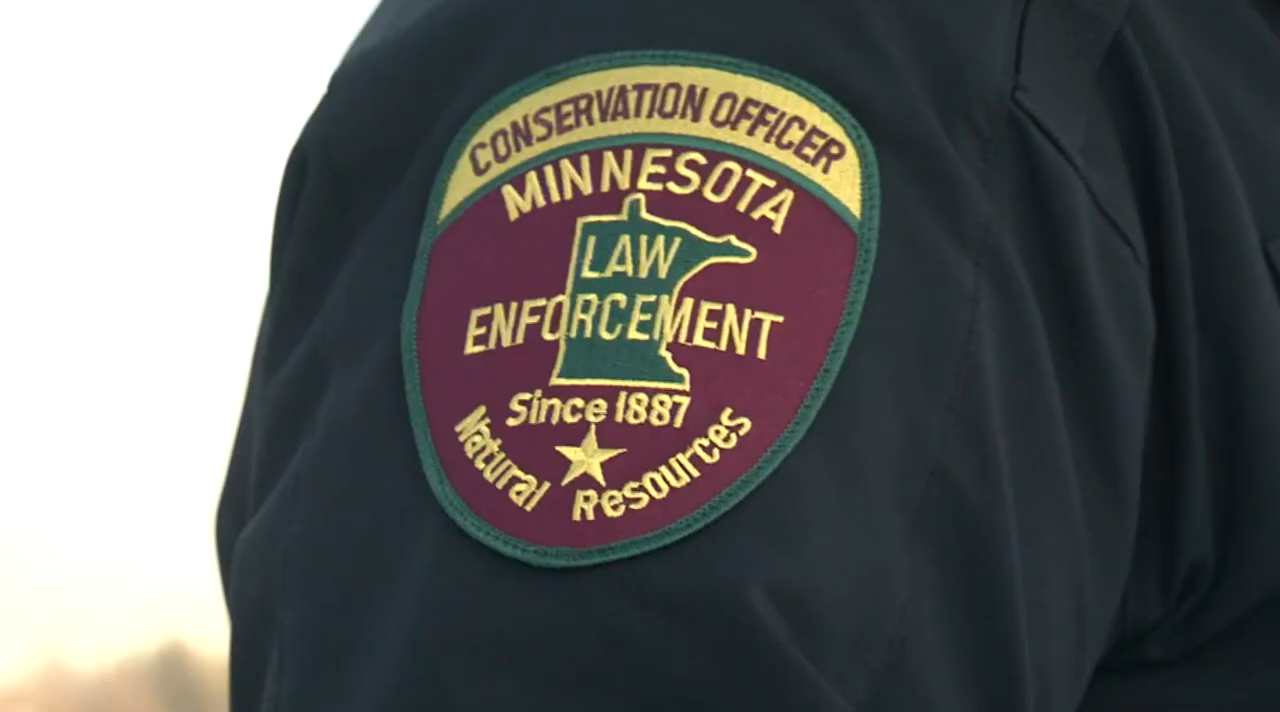 CONSERVATION OFFICER
MINNESOTA
LAW
ENFORCEMENT
Since 1887
Natural Resources